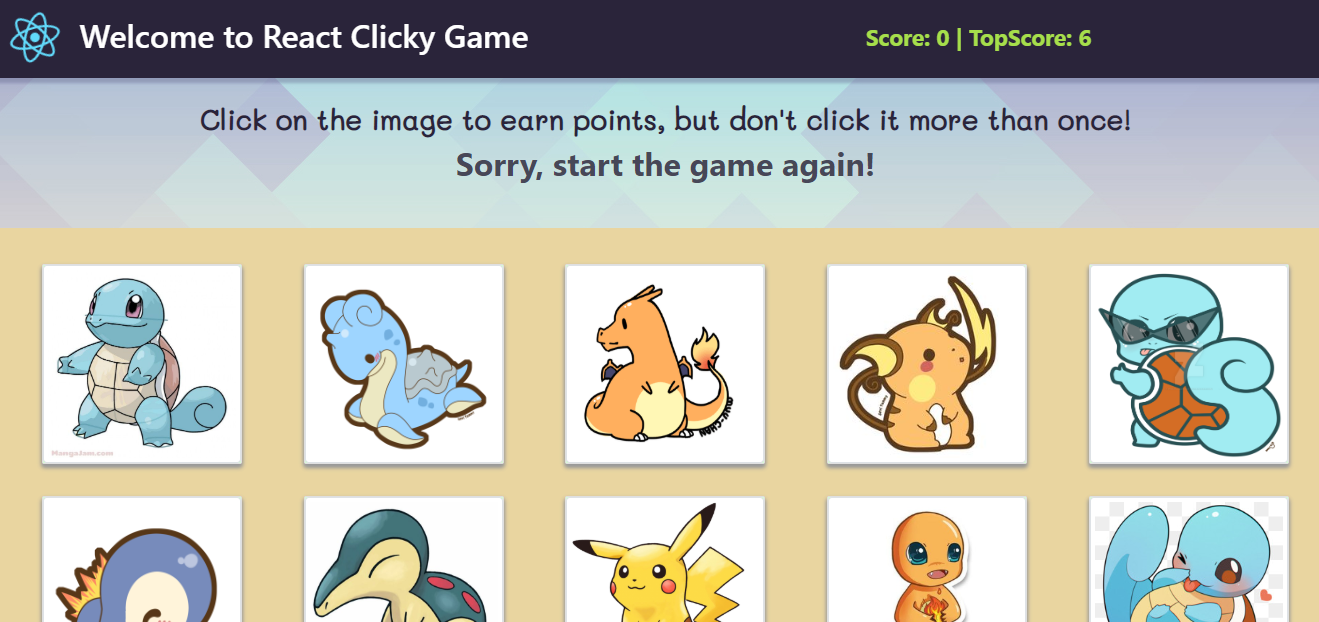 Welcome to React Clicky Game
Score: 0 | TopScore: 6
Click on the image to earn points, but don't click it more than once!
Sorry, start the game again!
MangaJam.com